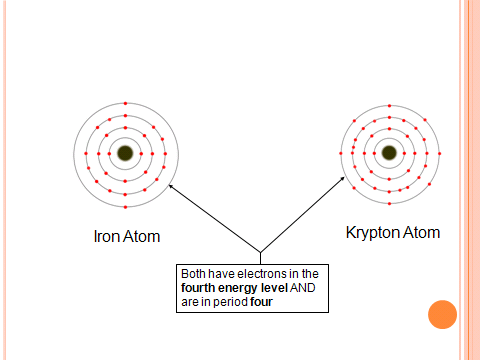 Iron Atom
Krypton Atom
Both have electrons in the
fourth energy level AND
are in period four